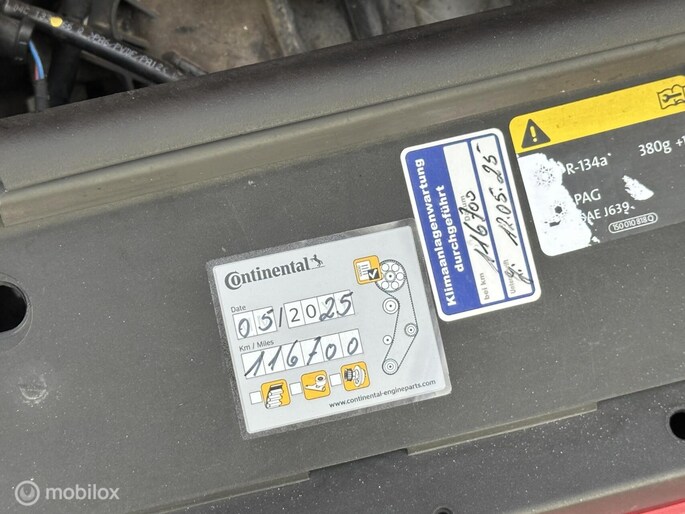 Continental
Date
05/2025
Km / Miles
116700
www.continental-engineparts.com
Klimaanlagenwartung
durchgeführt
bei km
116700
12.05.25
R-134a
380g
PAG
SAE J639
mobilox